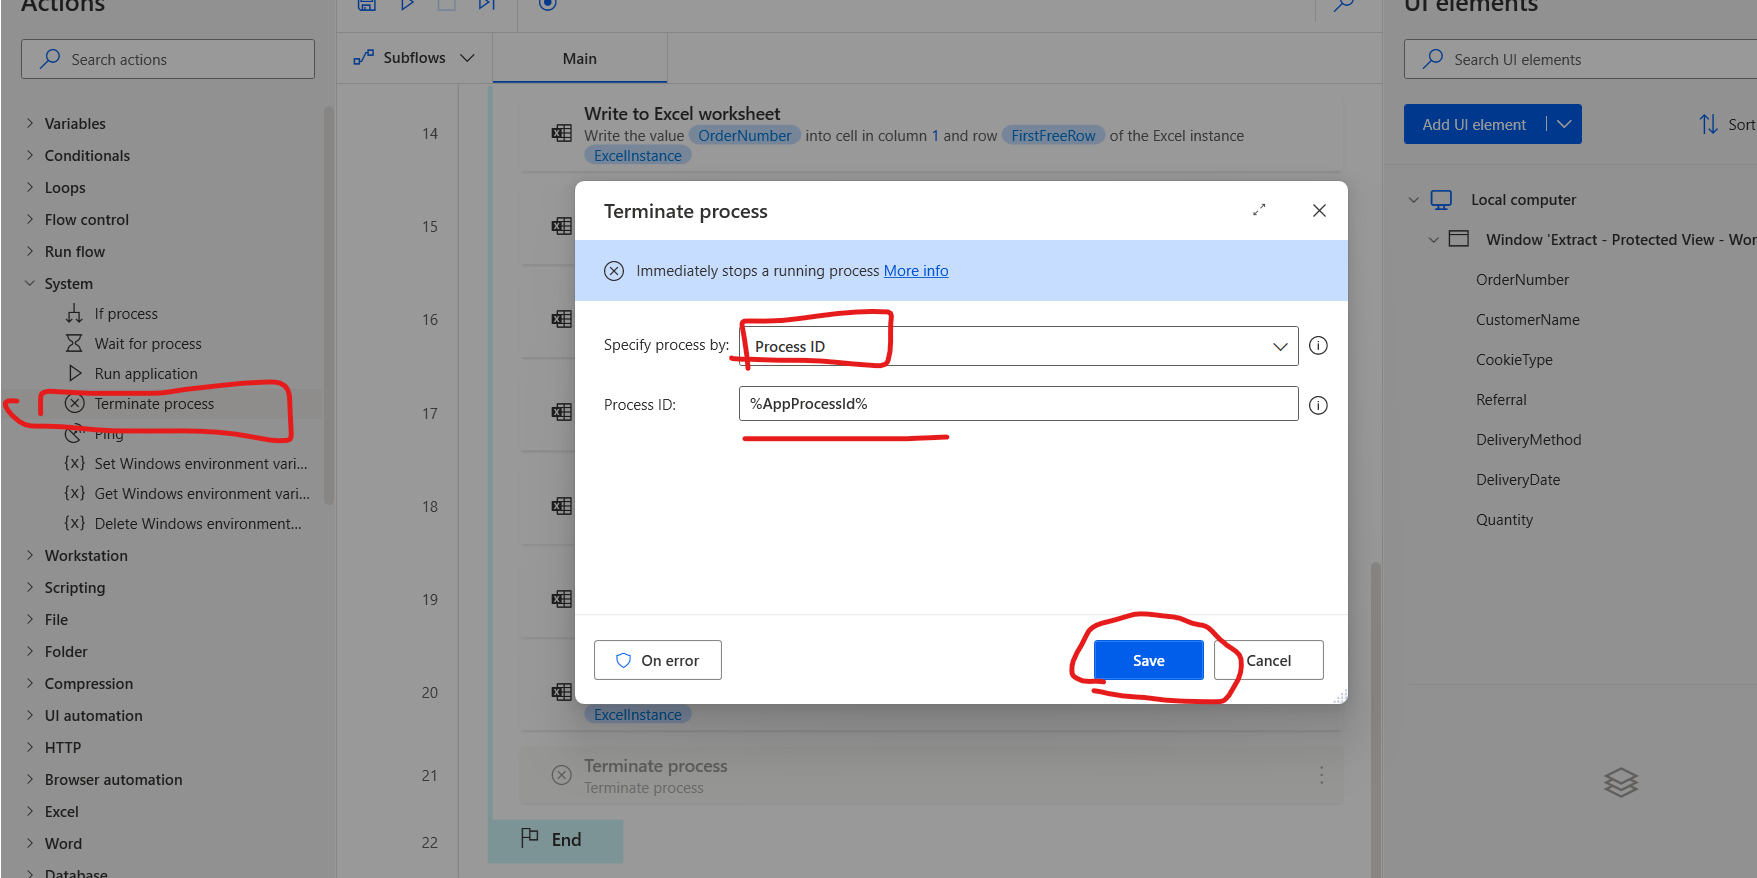 Actions
Search actions
Variables
Conditionals
Loops
Flow control
Run flow
System
If process
Wait for process
Run application
Terminate process
Ping
Set Windows environment vari...
Get Windows environment vari...
Delete Windows environment...
Workstation
Scripting
File
Folder
Compression
UI automation
HTTP
Browser automation
Excel
Word
Database
Subflows
Main
14
Write to Excel worksheet
Write the value OrderNumber into cell in column 1 and row FirstFreeRow of the Excel instance
ExcelInstance
15
16
17
18
19
20
ExcelInstance
21
Terminate process
Terminate process
22
End
Terminate process
Immediately stops a running process More info
Specify process by:
Process ID
Process ID:
%AppProcessId%
On error
Save
Cancel
UI elements
Search UI elements
Add UI element
Sort
Local computer
Window 'Extract - Protected View - Wor
OrderNumber
CustomerName
CookieType
Referral
DeliveryMethod
DeliveryDate
Quantity